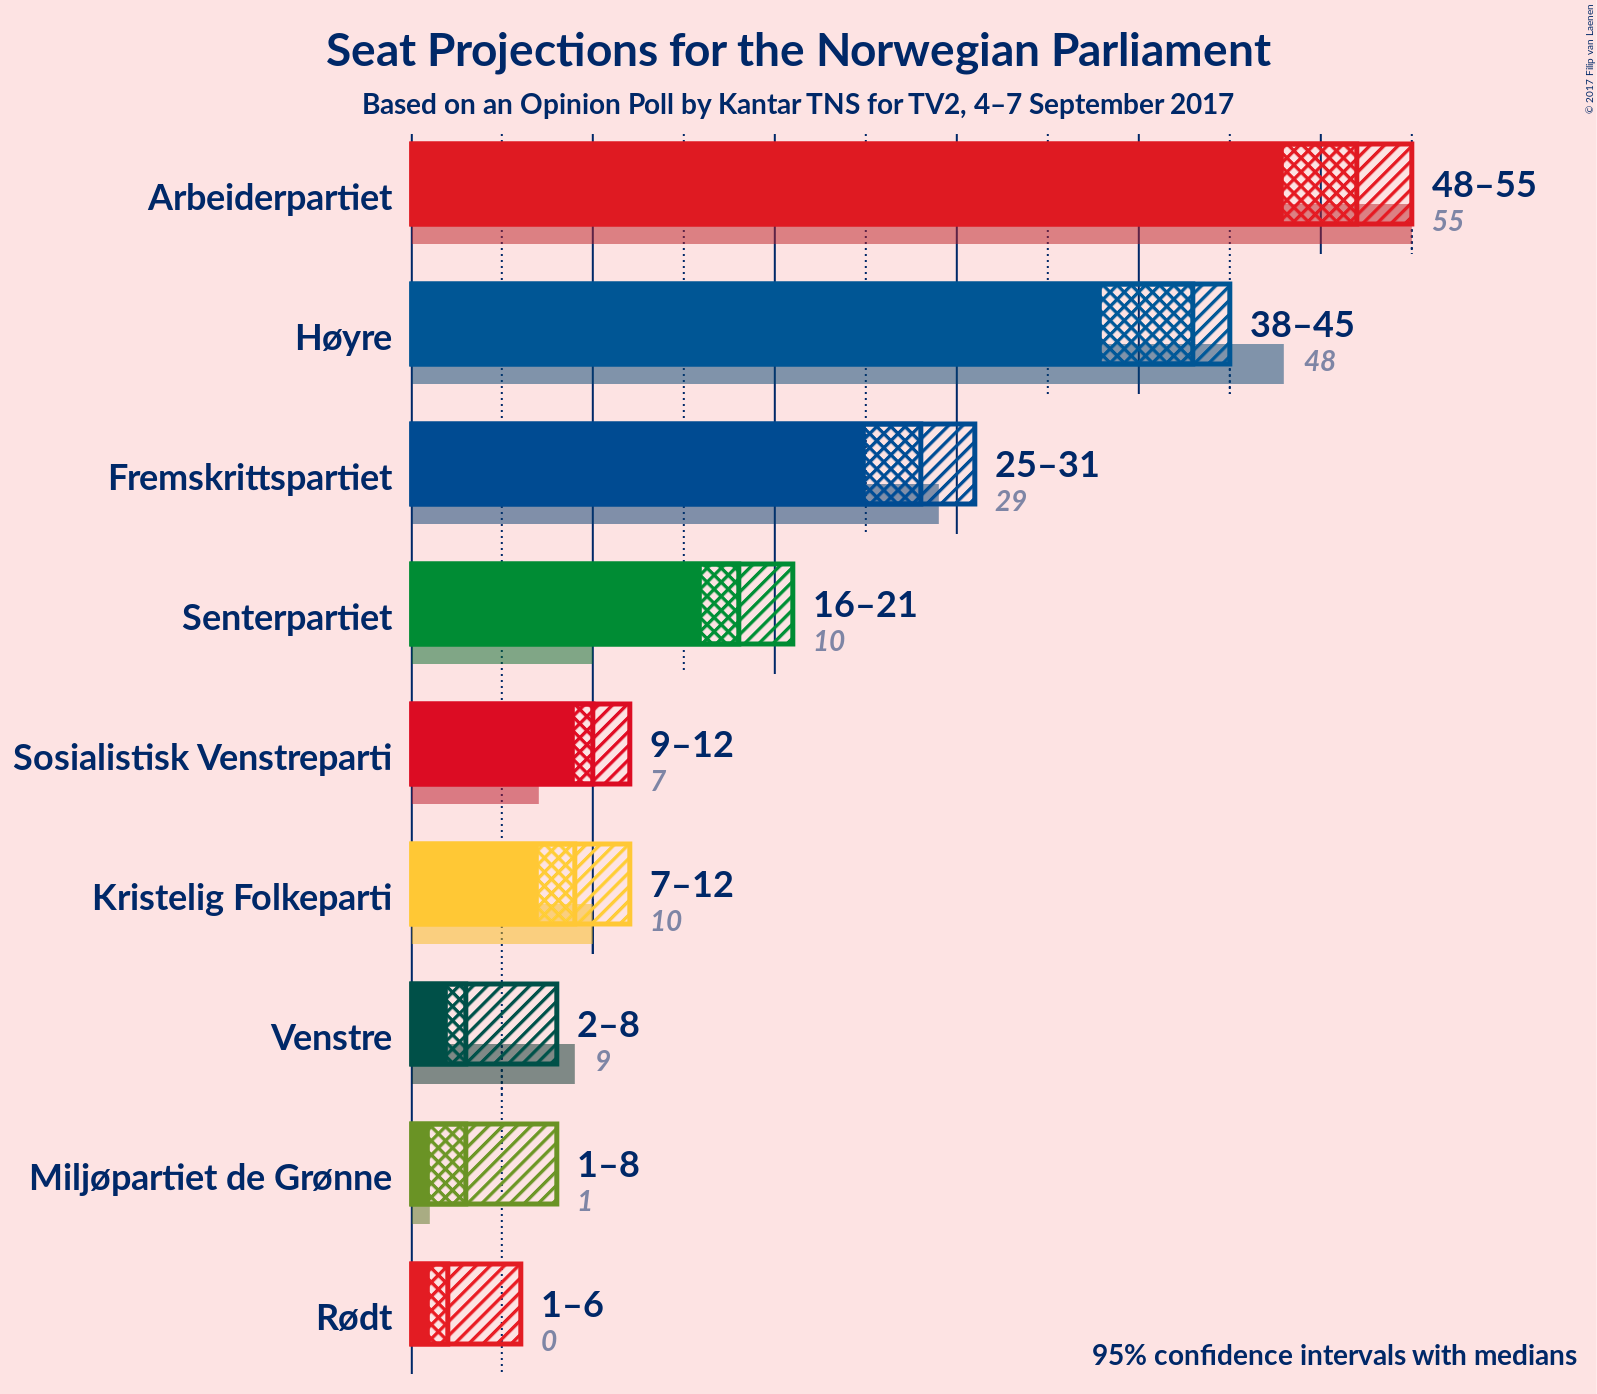 Seat Projections for the Norwegian Parliament
Based on an Opinion Poll by Kantar TNS for TV2, 4–7 September 2017
© 2017 Filip van Laenen
Arbeiderpartiet
48–55
55
Høyre
38–45
48
Fremskrittspartiet
25–31
29
Senterpartiet
16–21
10
Sosialistisk Venstreparti
9–12
7
Kristelig Folkeparti
7–12
10
Venstre
2–8
9
Miljøpartiet de Grønne
1–8
1
Rødt
1–6
0
95% confidence intervals with medians